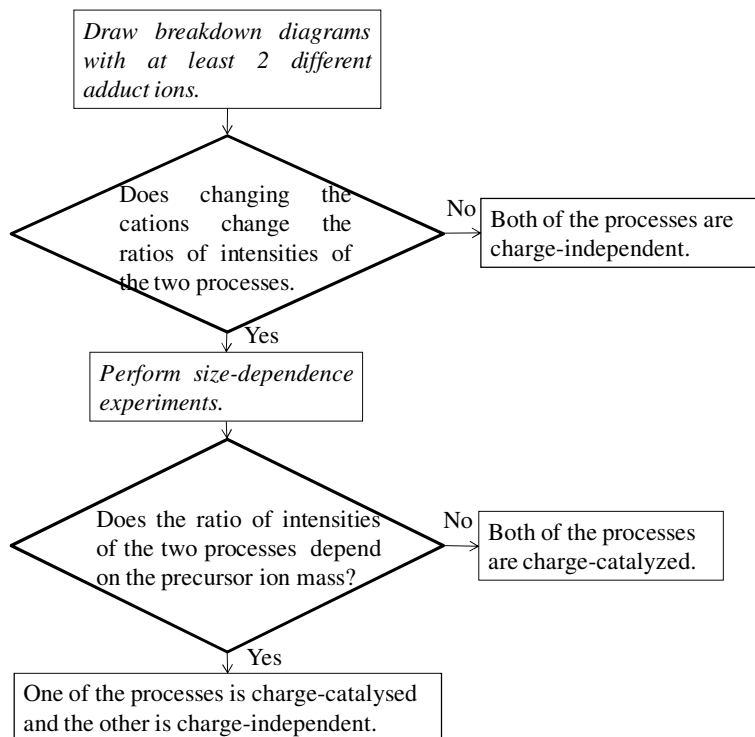 Draw breakdown diagrams
with at least 2 different
adduct ions.
Does changing the
cations change the
ratios of intensities of
the two processes.
No
Both of the processes are
charge-independent.
Yes
Perform size-dependence
experiments.
Does the ratio of intensities
of the two processes depend
on the precursor ion mass?
No
Both of the processes
are charge-catalyzed.
Yes
One of the processes is charge-catalysed
and the other is charge-independent.